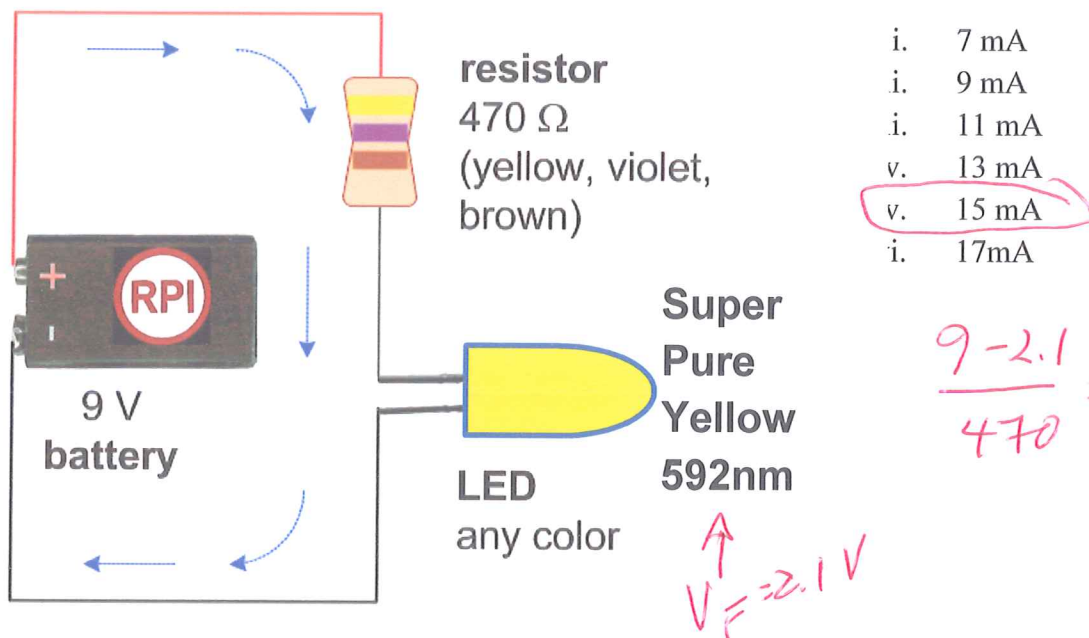 resistor
470 Ω
(yellow, violet,
brown)
i. 7 mA
i. 9 mA
i. 11 mA
v. 13 mA
v. 15 mA
i. 17mA
+
RPI
-
9 V
battery
Super
Pure
Yellow
592nm
LED
any color
9-2.1
470
V_F=2.1 V